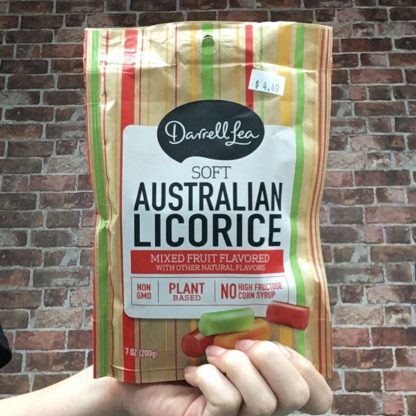 $4.49
Darrell Lea
SOFT
AUSTRALIAN
LICORICE
MIXED FRUIT FLAVORED
WITH OTHER NATURAL FLAVORS
NON
GMO
PLANT
BASED
NO HIGH FRUCTOSE
CORN SYRUP
7 OZ (200g)